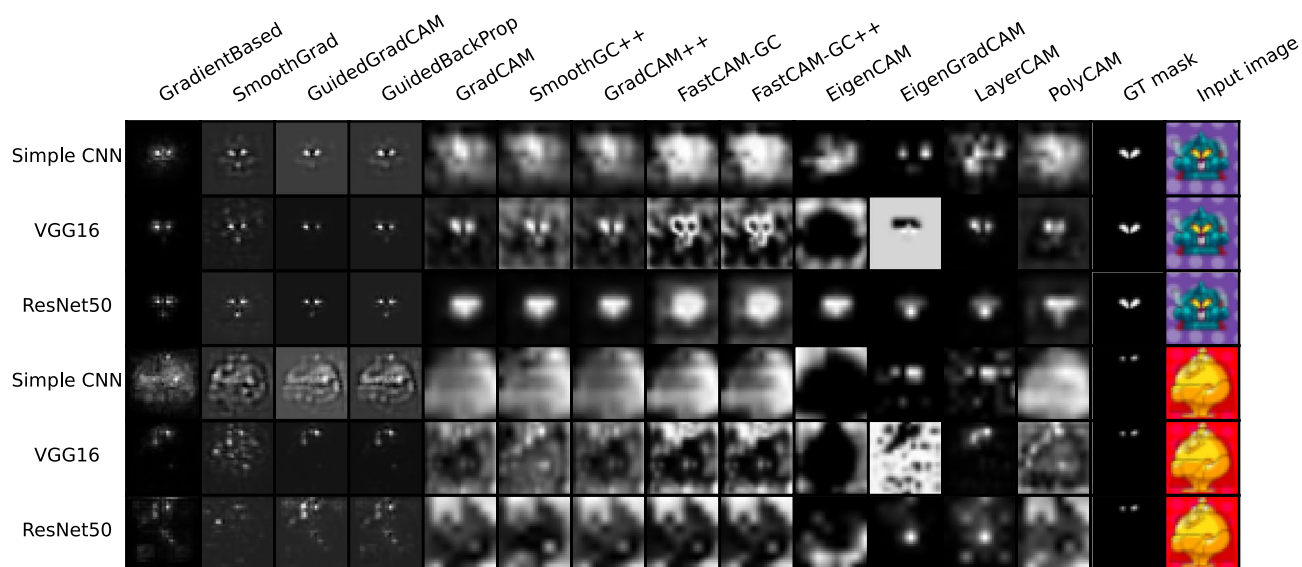 GradientBased
SmoothGrad
GuidedGradCAM
GuidedBackProp
GradCAM
SmoothGC++
GradCAM++
FastCAM-GC
FastCAM-GC++
EigenCAM
EigenGradCAM
LayerCAM
PolyCAM
GT mask
Input image
Simple CNN
VGG16
ResNet50
Simple CNN
VGG16
ResNet50